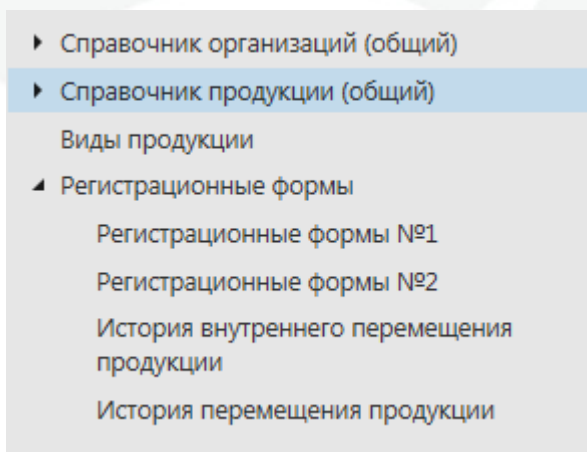 Справочник организаций (общий)
Справочник продукции (общий)
Виды продукции
Регистрационные формы
Регистрационные формы №1
Регистрационные формы №2
История внутреннего перемещения
продукции
История перемещения продукции